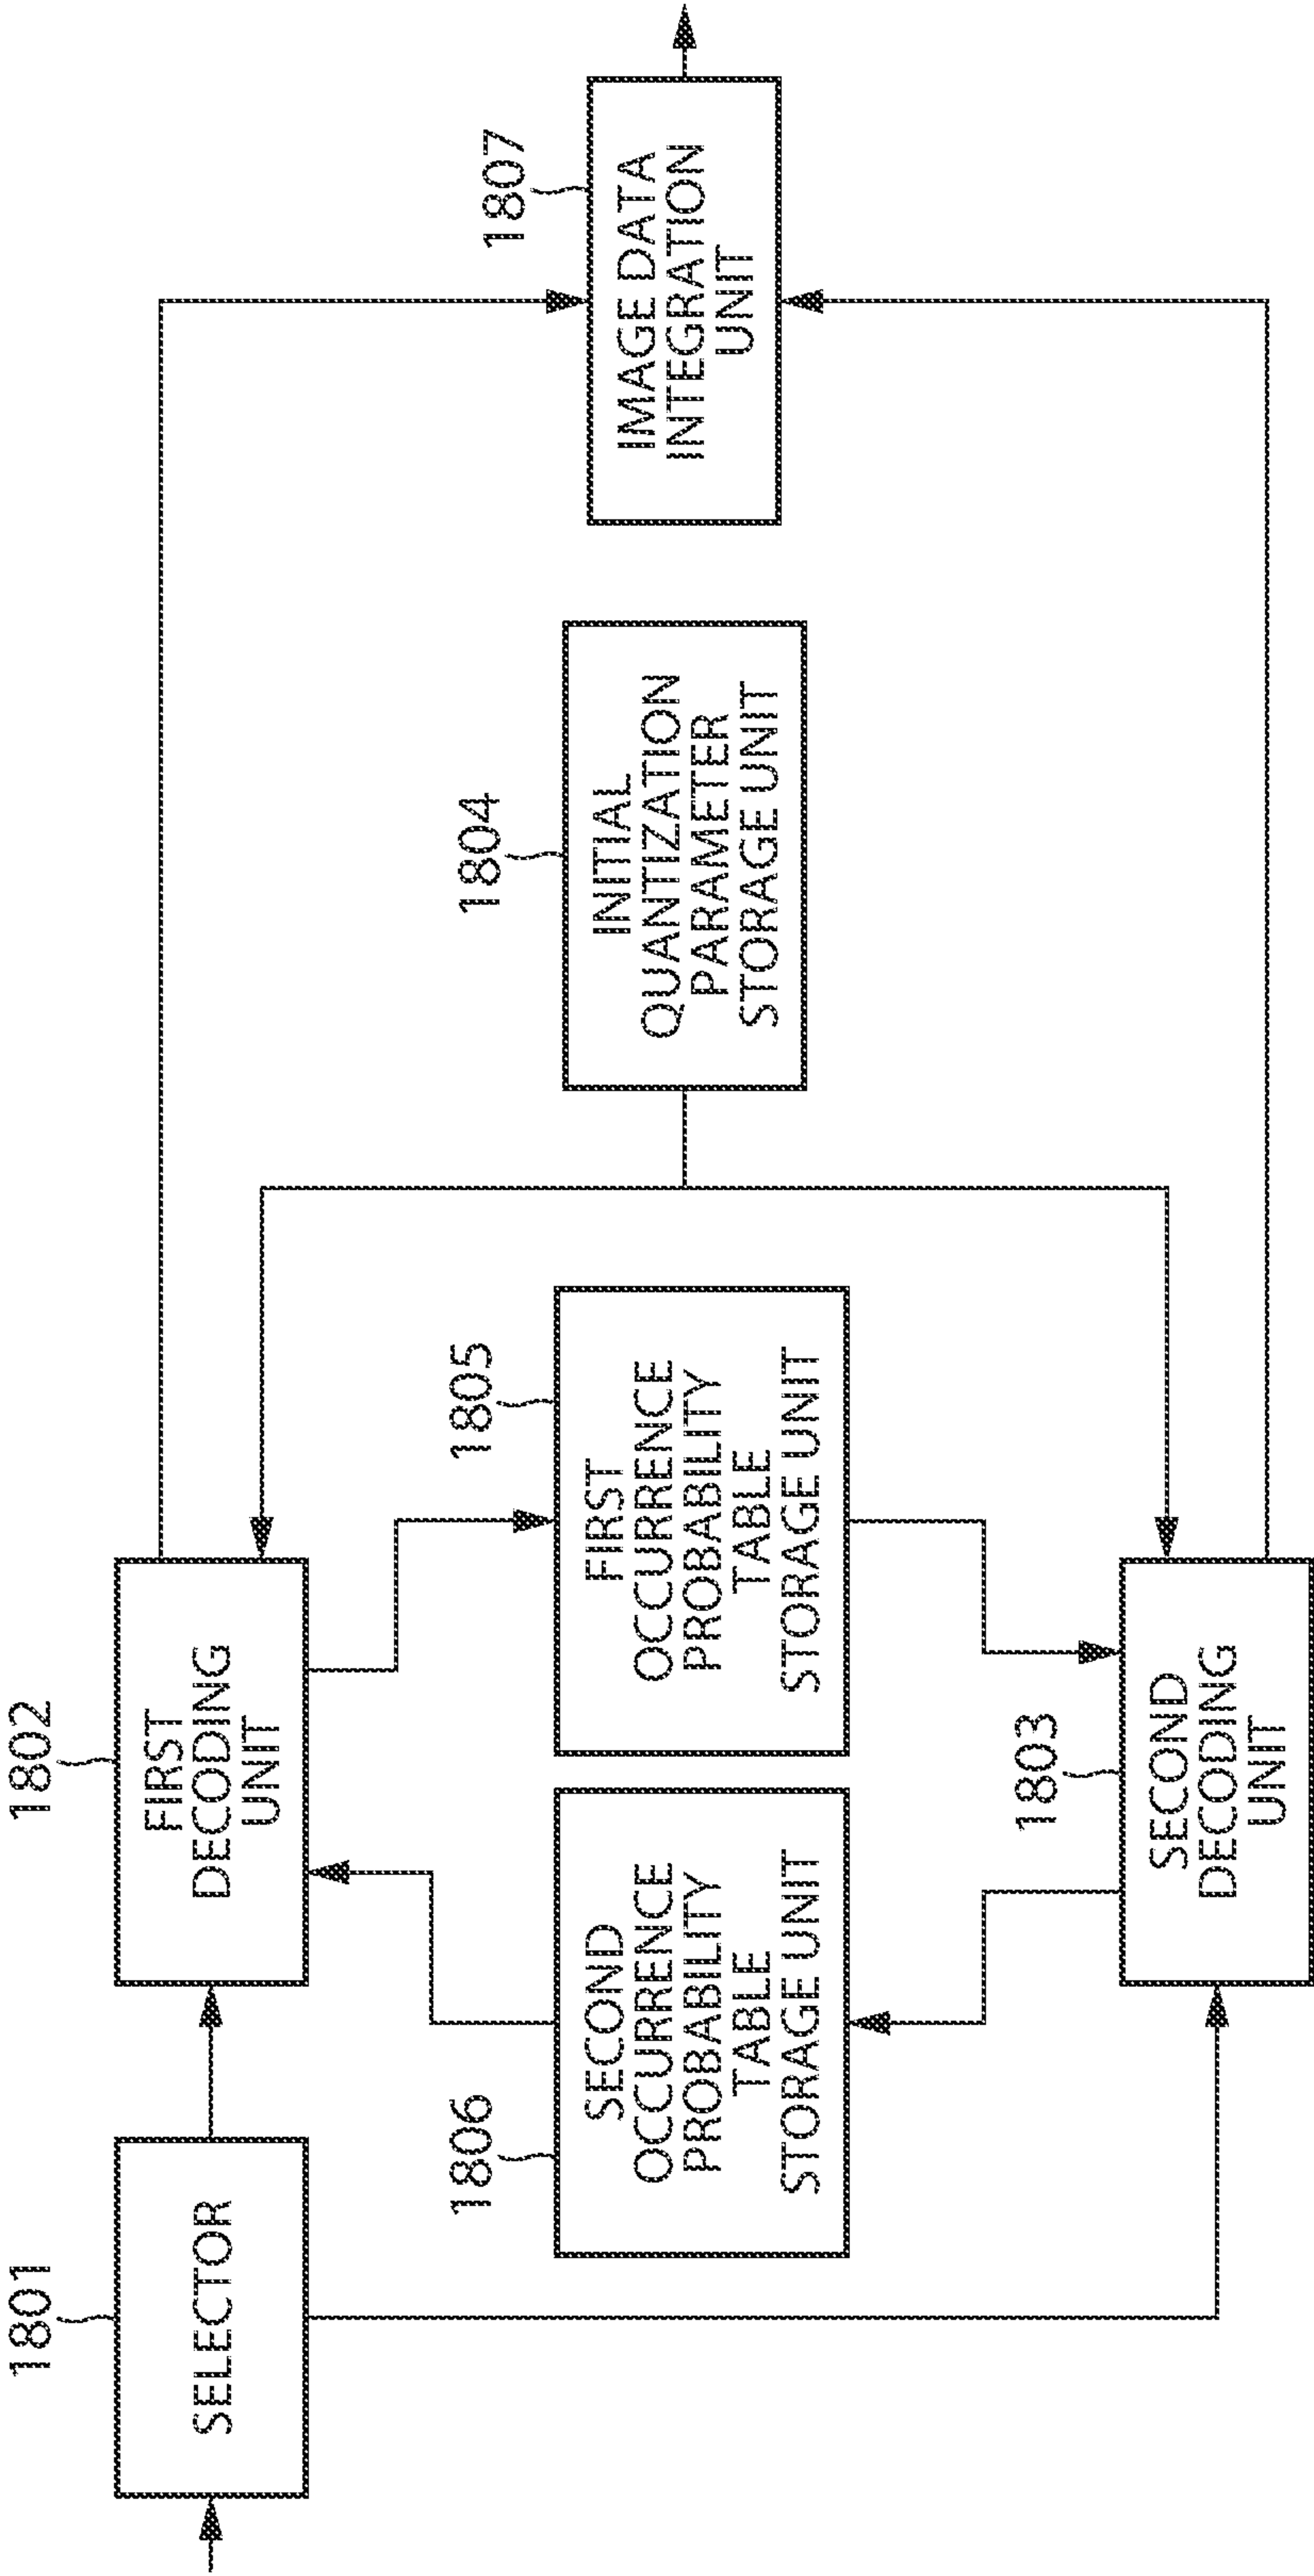 1801
SELECTOR
1802
FIRST
DECODING
UNIT
1806
SECOND
OCCURRENCE
PROBABILITY
TABLE
STORAGE UNIT
1805
FIRST
OCCURRENCE
PROBABILITY
TABLE
STORAGE UNIT
1803
SECOND
DECODING
UNIT
1804
INITIAL
QUANTIZATION
PARAMETER
STORAGE UNIT
1807
IMAGE DATA
INTEGRATION
UNIT